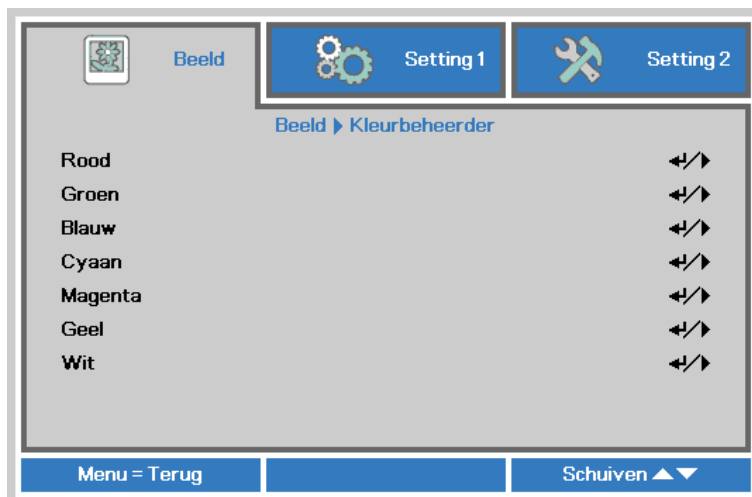 Beeld Setting 1 Setting 2
Beeld Kleurbeheerder
Rood
Groen
Blauw
Cyaan
Magenta
Geel
Wit
Menu = Terug Schuiven